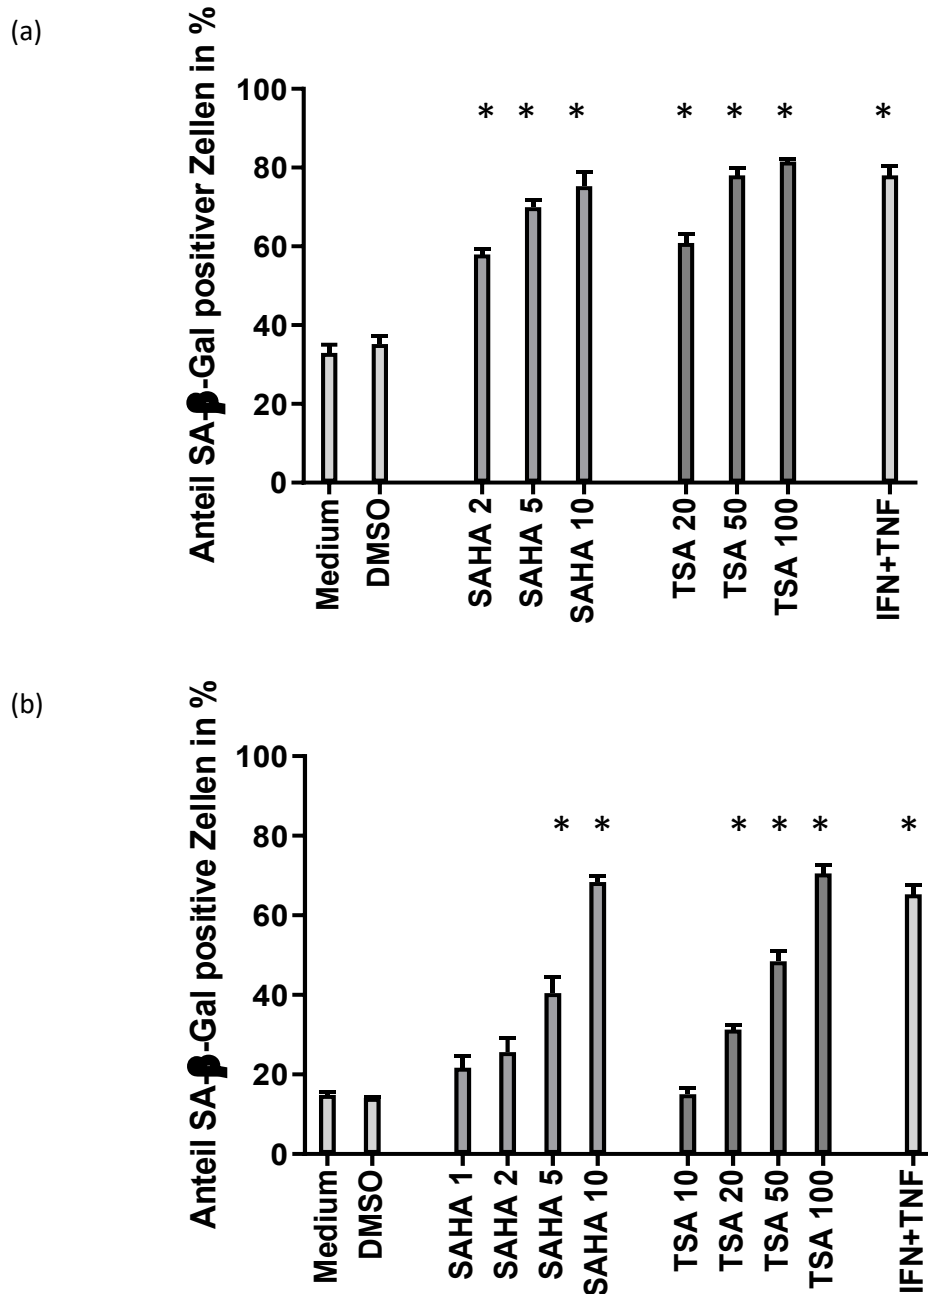 (a)
Anteil SA-β-Gal positiver Zellen in %
100
80
60
40
20
0
* * * * * * *
Medium
DMSO
SAHA 2
SAHA 5
SAHA 10
TSA 20
TSA 50
TSA 100
IFN+TNF
(b)
Anteil SA-β-Gal positive Zellen in %
100
80
60
40
20
0
* * * * * *
Medium
DMSO
SAHA 1
SAHA 2
SAHA 5
SAHA 10
TSA 10
TSA 20
TSA 50
TSA 100
IFN+TNF